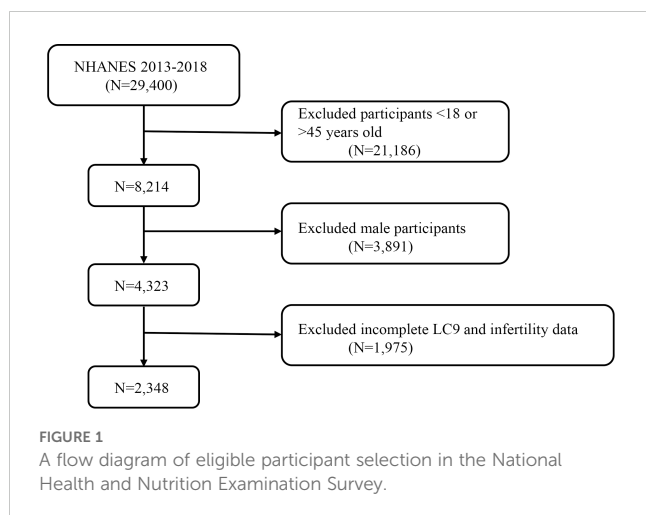 NHANES 2013-2018
(N=29,400)
Excluded participants <18 or
>45 years old
(N=21,186)
N=8,214
Excluded male participants
(N=3,891)
N=4,323
Excluded incomplete LC9 and infertility data
(N=1,975)
N=2,348
FIGURE 1
A flow diagram of eligible participant selection in the National
Health and Nutrition Examination Survey.